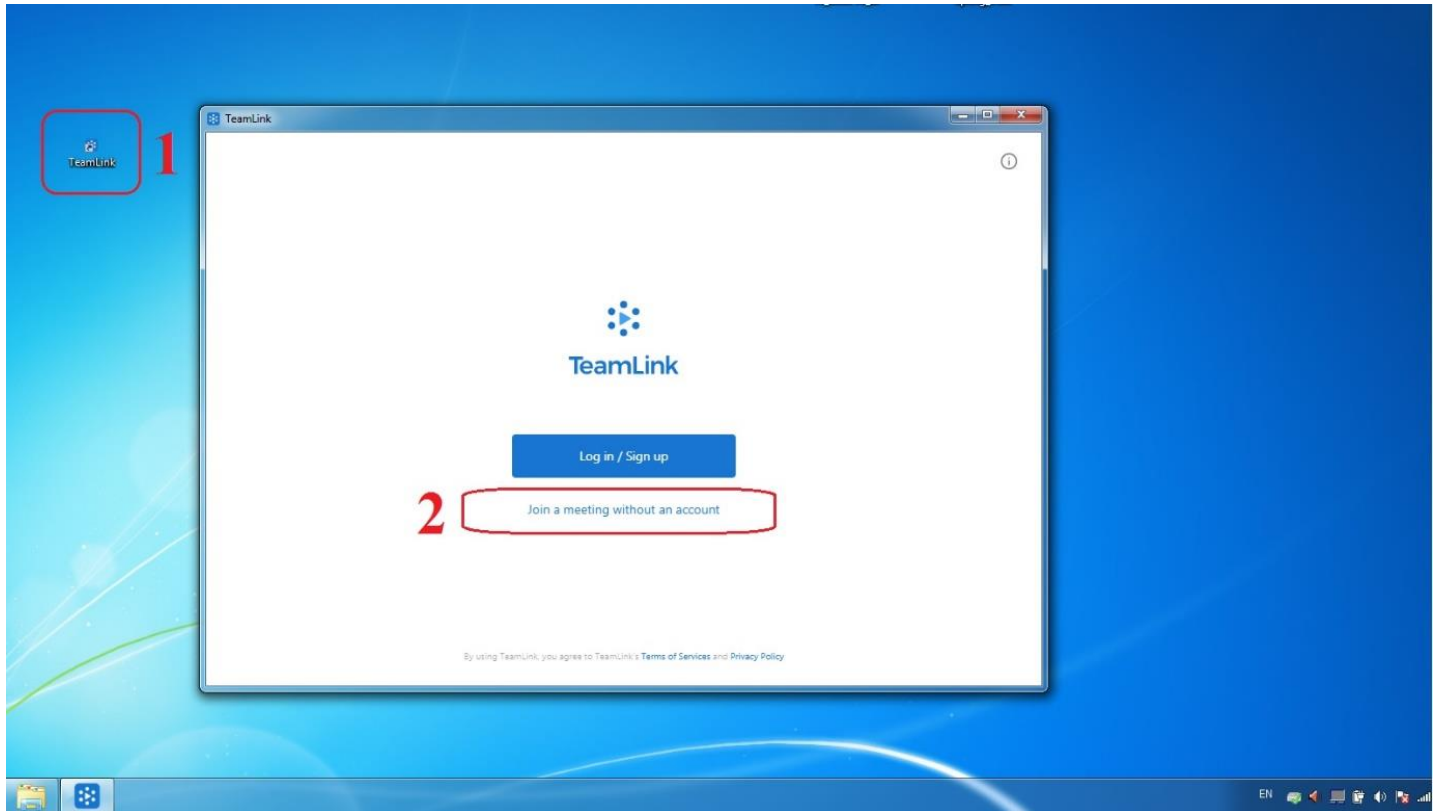 TeamLink
1
TeamLink
TeamLink
Log in / Sign up
2
Join a meeting without an account
By using TeamLink, you agree to TeamLink's Terms of Services and Privacy Policy
EN